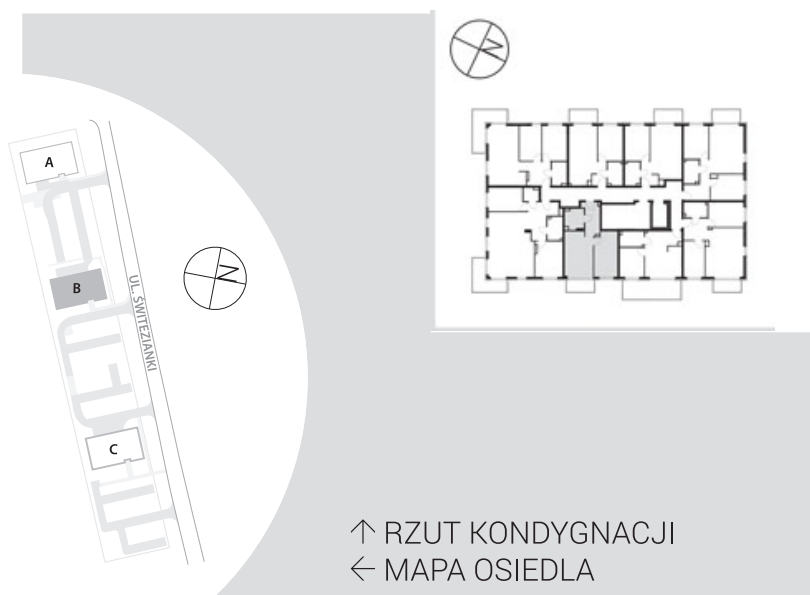 N
A
B
N
UL. ŚWITEZIANKI
C
↑ RZUT KONDYGNACJI
← MAPA OSIEDLA